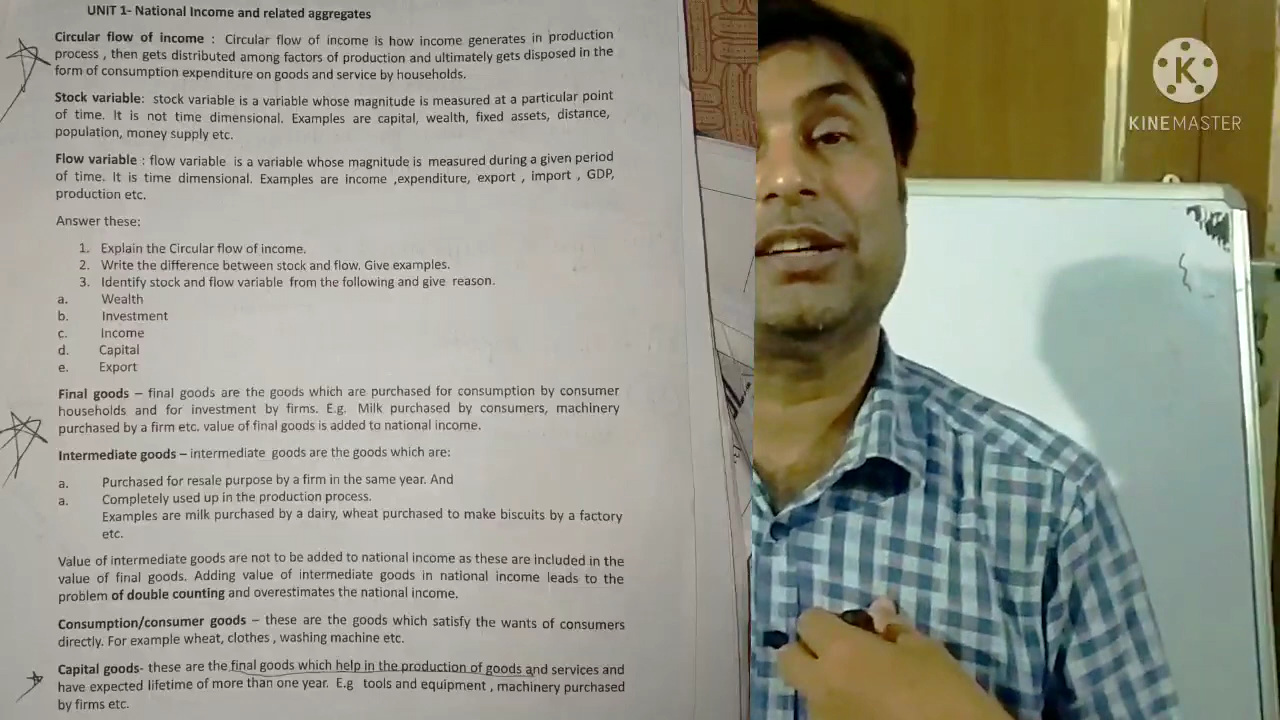 UNIT 1- National Income and related aggregates
Circular flow of income : Circular flow of income is how income generates in production
process , then gets distributed among factors of production and ultimately gets disposed in the
form of consumption expenditure on goods and service by households.
Stock variable: stock variable is a variable whose magnitude is measured at a particular point
of time. It is not time dimensional. Examples are capital, wealth, fixed assets, distance,
population, money supply etc.
Flow variable : flow variable is a variable whose magnitude is measured during a given period
of time. It is time dimensional. Examples are income ,expenditure, export , import , GDP,
production etc.
Answer these:
1. Explain the Circular flow of income.
2. Write the difference between stock and flow. Give examples.
3. Identify stock and flow variable from the following and give reason.
a. Wealth
b. Investment
c. Income
d. Capital
e. Export
Final goods – final goods are the goods which are purchased for consumption by consumer
households and for investment by firms. E.g. Milk purchased by consumers, machinery
purchased by a firm etc. value of final goods is added to national income.
Intermediate goods – intermediate goods are the goods which are:
a. Purchased for resale purpose by a firm in the same year. And
a. Completely used up in the production process.
Examples are milk purchased by a dairy, wheat purchased to make biscuits by a factory
etc.
Value of intermediate goods are not to be added to national income as these are included in the
value of final goods. Adding value of intermediate goods in national income leads to the
problem of double counting and overestimates the national income.
Consumption/consumer goods – these are the goods which satisfy the wants of consumers
directly. For example wheat, clothes , washing machine etc.
Capital goods- these are the final goods which help in the production of goods and services and
have expected lifetime of more than one year. E.g tools and equipment , machinery purchased
by firms etc.
K
KINEMASTER